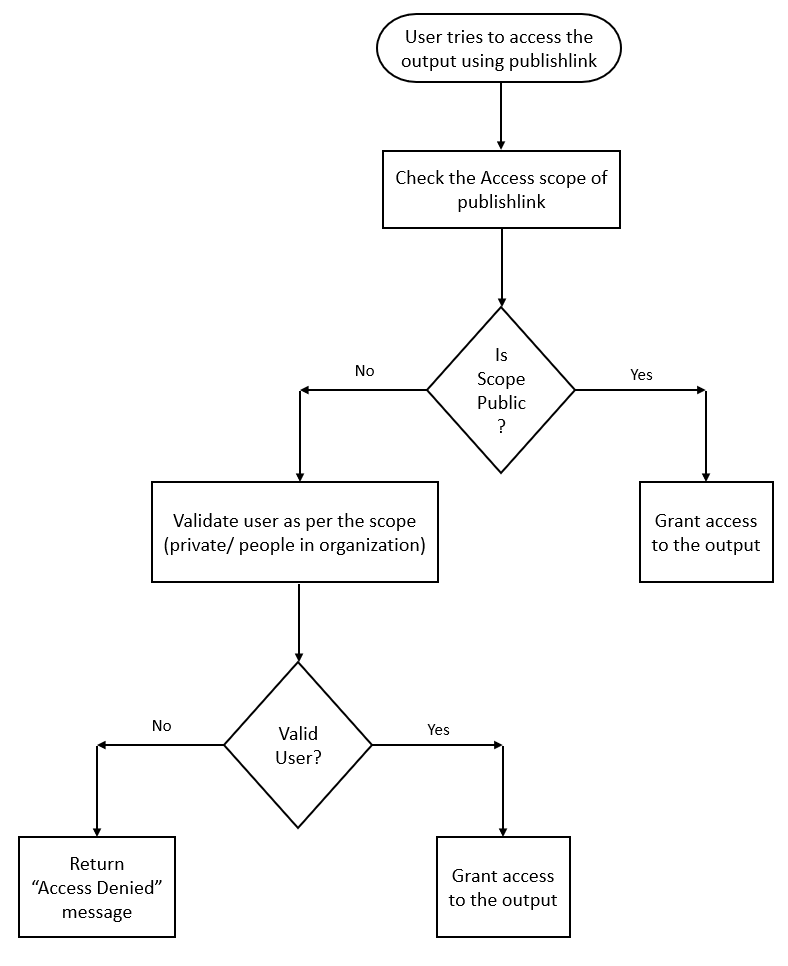 User tries to access the
output using publishlink
Check the Access scope of
publishlink
Is
Scope
Public
?
No
Yes
Validate user as per the scope
(private/ people in organization)
Grant access
to the output
Valid
User?
No
Yes
Return
“Access Denied”
message
Grant access
to the output